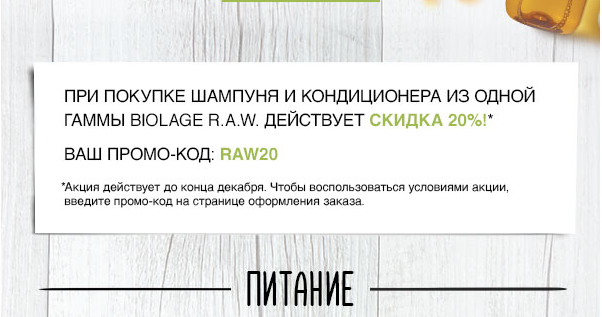 ПРИ ПОКУПКЕ ШАМПУНЯ И КОНДИЦИОНЕРА ИЗ ОДНОЙ
ГАММЫ BIOLAGE R.A.W. ДЕЙСТВУЕТ СКИДКА 20%!*
ВАШ ПРОМО-КОД: RAW20
*Акция действует до конца декабря. Чтобы воспользоваться условиями акции,
введите промо-код на странице оформления заказа.
ПИТАНИЕ